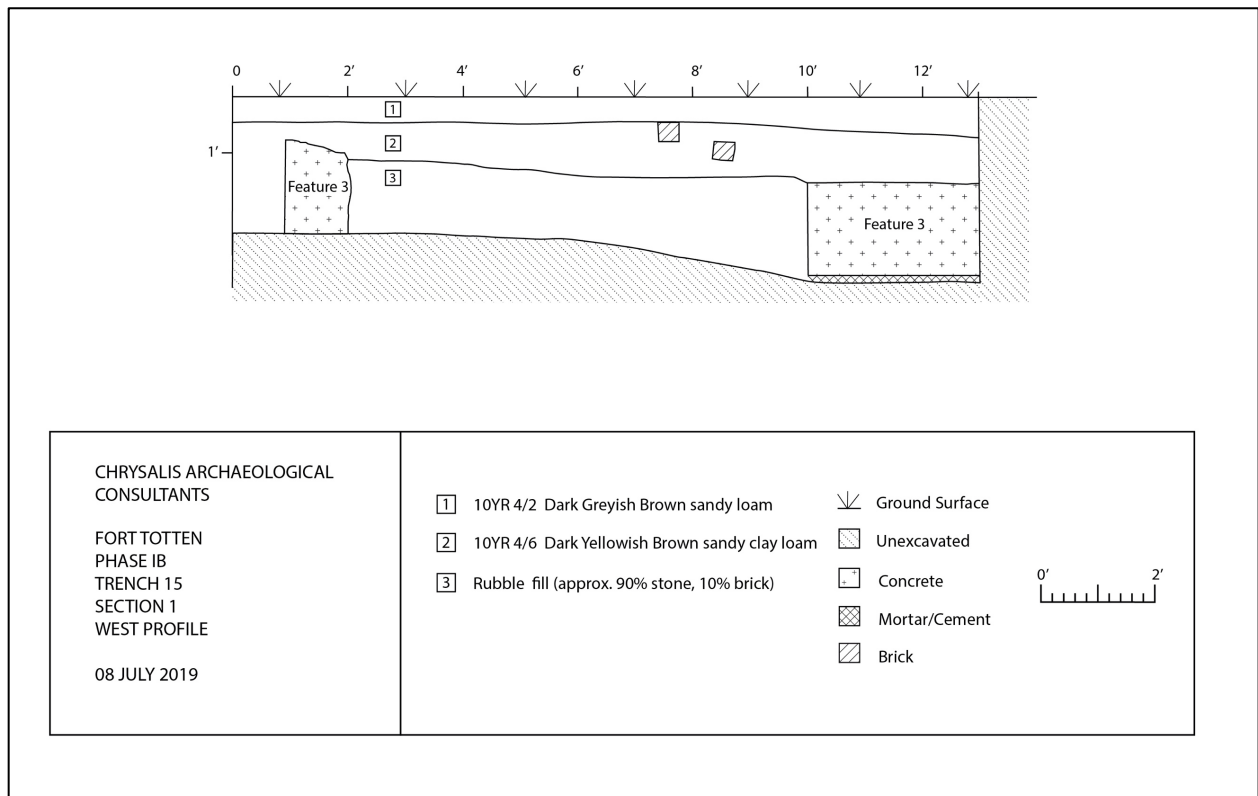 0 2′ 4′ 6′ 8′ 10′ 12′
1
2
1′
3
Feature 3
Feature 3
CHRYSALIS ARCHAEOLOGICAL
CONSULTANTS
FORT TOTTEN
PHASE IB
TRENCH 15
SECTION 1
WEST PROFILE
08 JULY 2019
1 10YR 4/2 Dark Greyish Brown sandy loam
2 10YR 4/6 Dark Yellowish Brown sandy clay loam
3 Rubble fill (approx. 90% stone, 10% brick)
Ground Surface
Unexcavated
Concrete
Mortar/Cement
Brick
0′ 2′